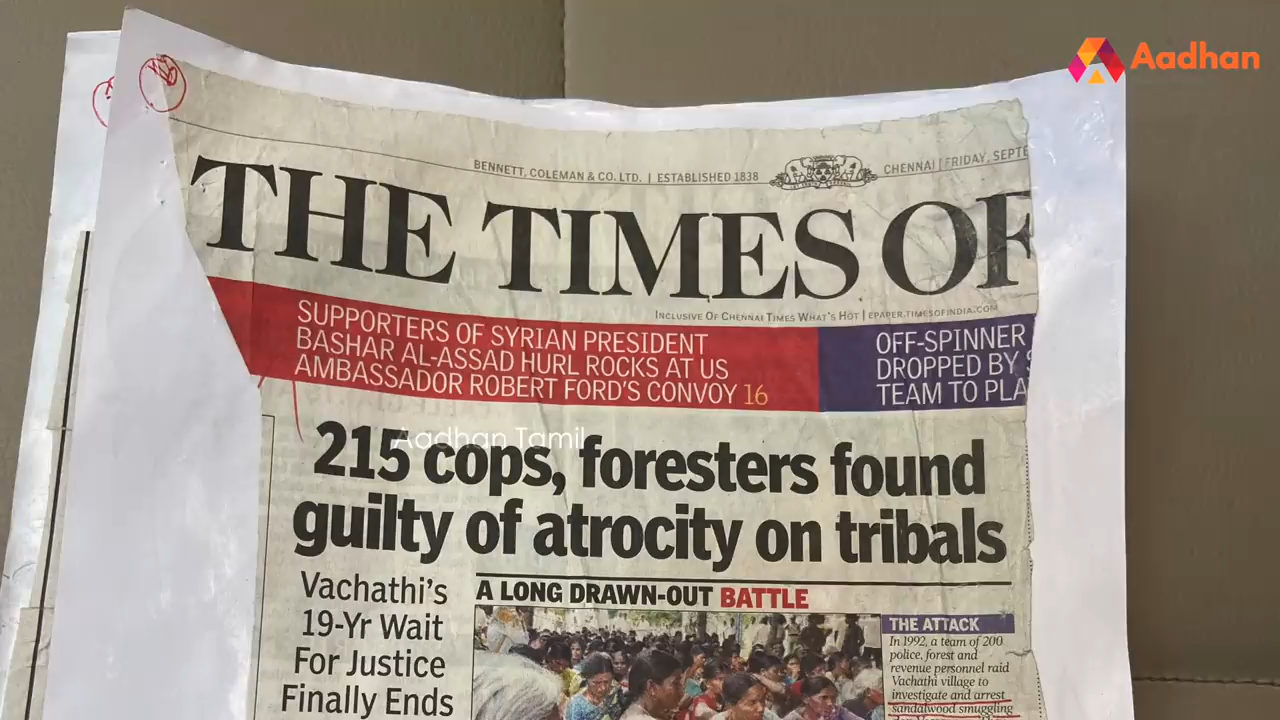 Aadhan
BENNETT, COLEMAN & CO. LTD. | ESTABLISHED 1838
CHENNAI | FRIDAY, SEPTE
THE TIMES OF
INCLUSIVE OF CHENNAI TIMES WHAT'S HOT | EPAPER.TIMESOFINDIA.COM
SUPPORTERS OF SYRIAN PRESIDENT
BASHAR AL-ASSAD HURL ROCKS AT US
AMBASSADOR ROBERT FORD'S CONVOY 16
OFF-SPINNER
DROPPED BY
TEAM TO PLA
Aadhan Tamil
215 cops, foresters found
guilty of atrocity on tribals
Vachathi's
19-Yr Wait
For Justice
Finally Ends
A LONG DRAWN-OUT BATTLE
THE ATTACK
In 1992, a team of 200
police, forest and
revenue personnel raid
Vachathi village to
investigate and arrest
sandalwood smuggling